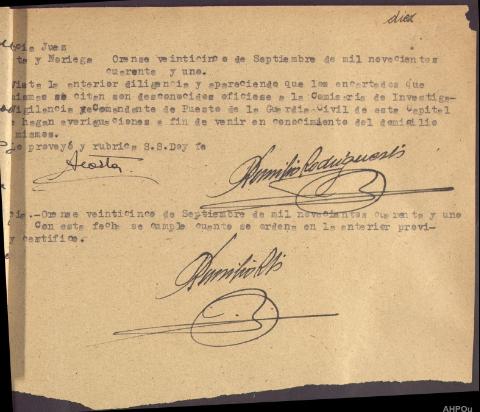 diez
cia Juez
ta y Noriega Orense veinticinco de Septiembre de mil novecientos
cuarenta y uno.
Vista la anterior diligencia y apareciendo que los encartados que
mismos se citan son desconocidos oficiese a la Comisaria de Investiga-
Vigilancia y Comandante de Puesto de la Guardia Civil de esta Capital
hagan averiguaciones a fin de venir en conocimiento del domicilio
mismos.
o proveyó y rubrica S.S. Doy fe
Acosta
cia.-Orense veinticinco de Septiembre de mil novecientos cuarenta y uno
Con esta fecha se cumple cuanto se ordena en la anterior provi-
y certifico.
AHPOu